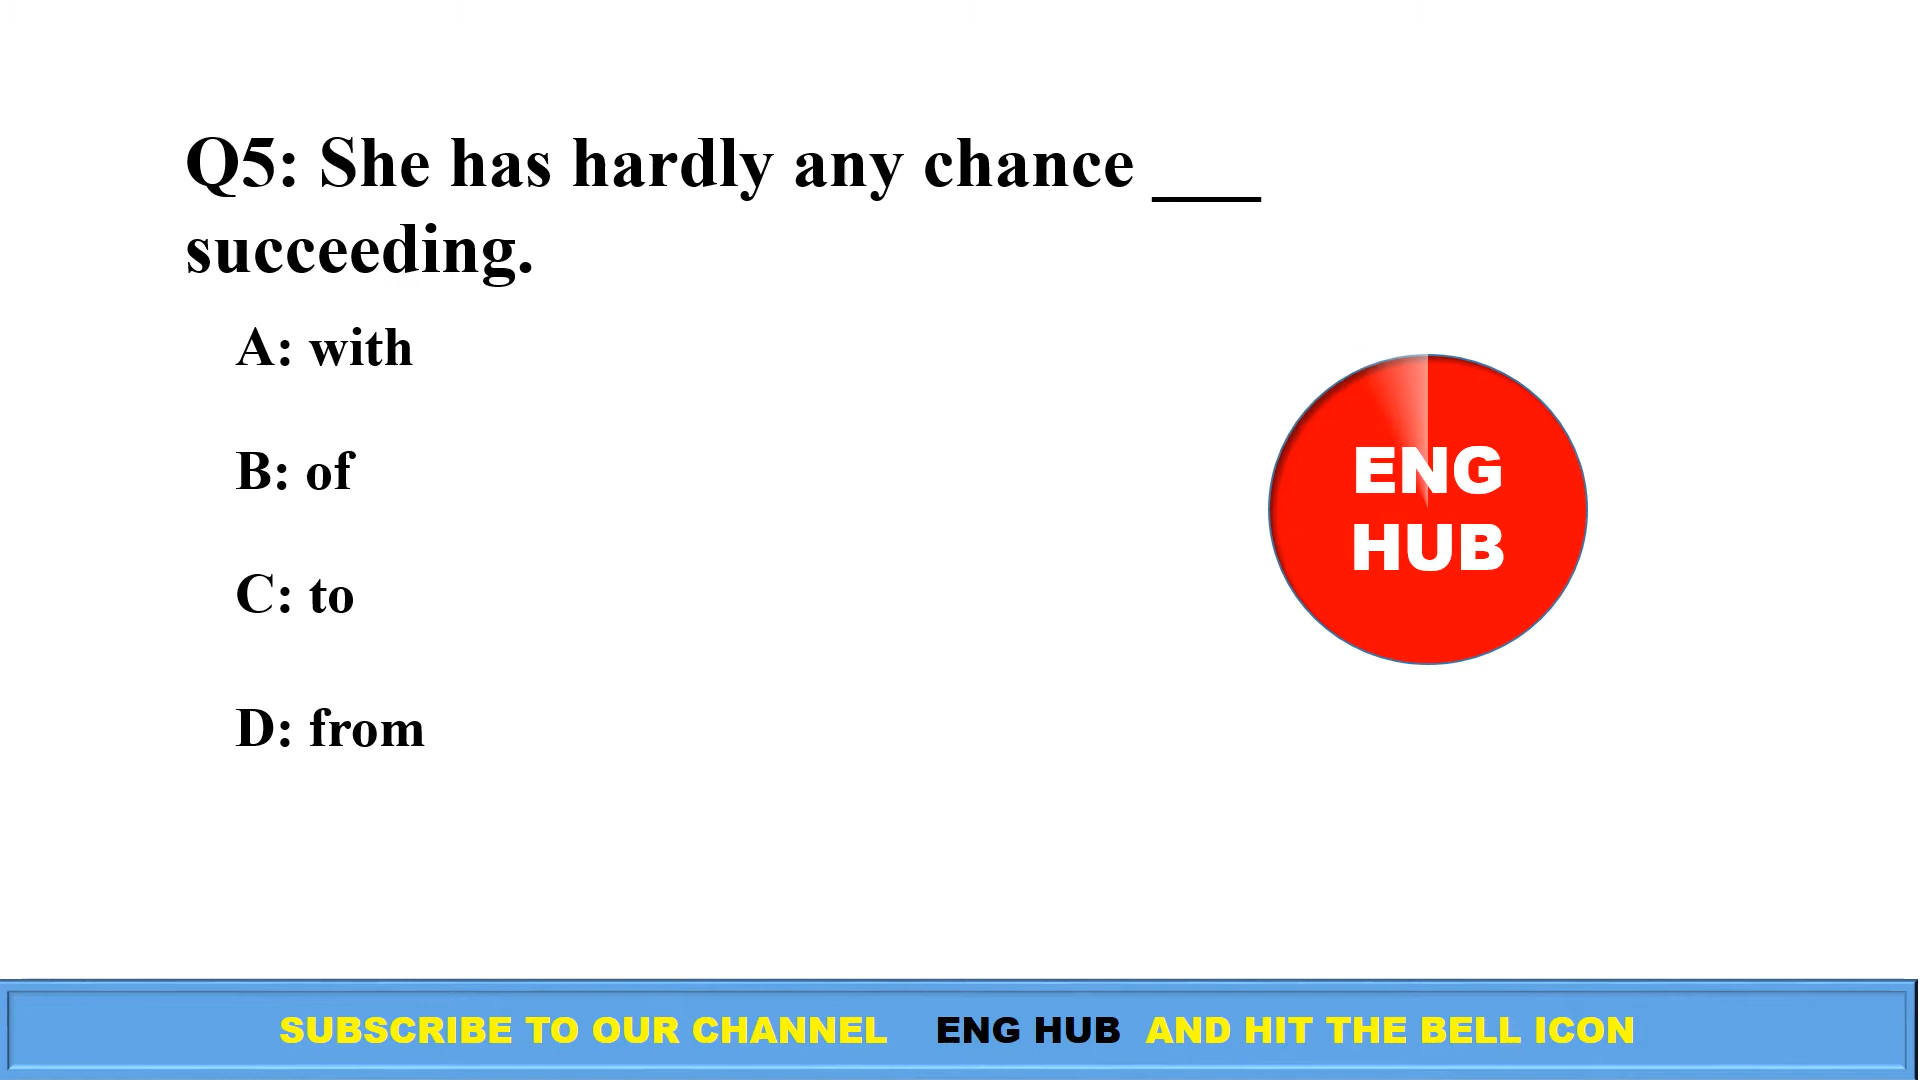 Q5: She has hardly any chance ___
succeeding.
A: with
B: of
C: to
D: from
ENG
HUB
SUBSCRIBE TO OUR CHANNEL ENG HUB AND HIT THE BELL ICON